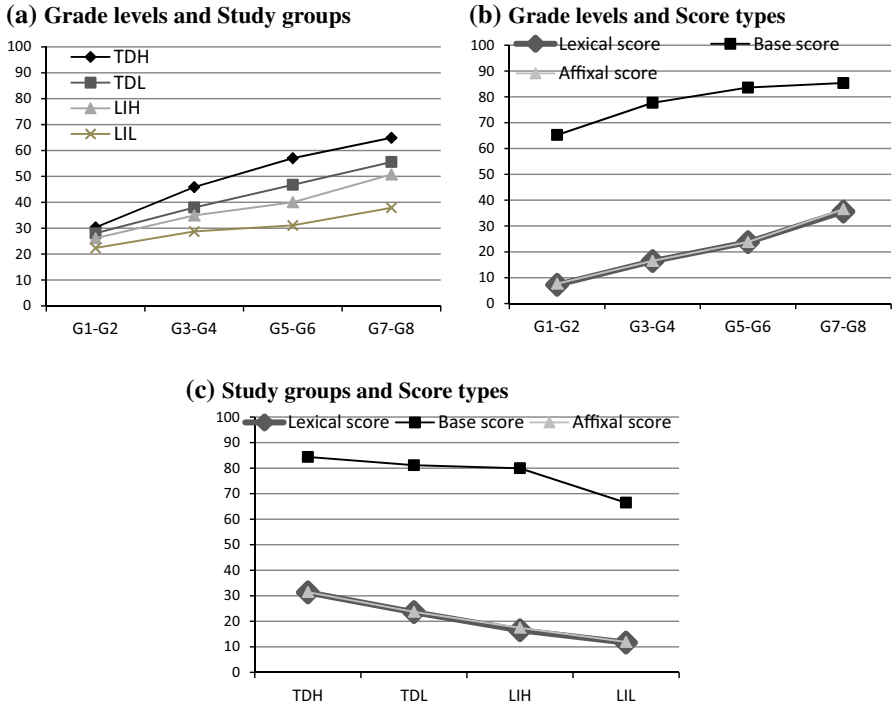 (a) Grade levels and Study groups
100
90
80
70
60
50
40
30
20
10
0
TDH
TDL
LIH
LIL
G1-G2 G3-G4 G5-G6 G7-G8
(b) Grade levels and Score types
100
90
80
70
60
50
40
30
20
10
0
Lexical score Base score
Affixal score
G1-G2 G3-G4 G5-G6 G7-G8
(c) Study groups and Score types
100
90
80
70
60
50
40
30
20
10
0
Lexical score Base score Affixal score
TDH TDL LIH LIL